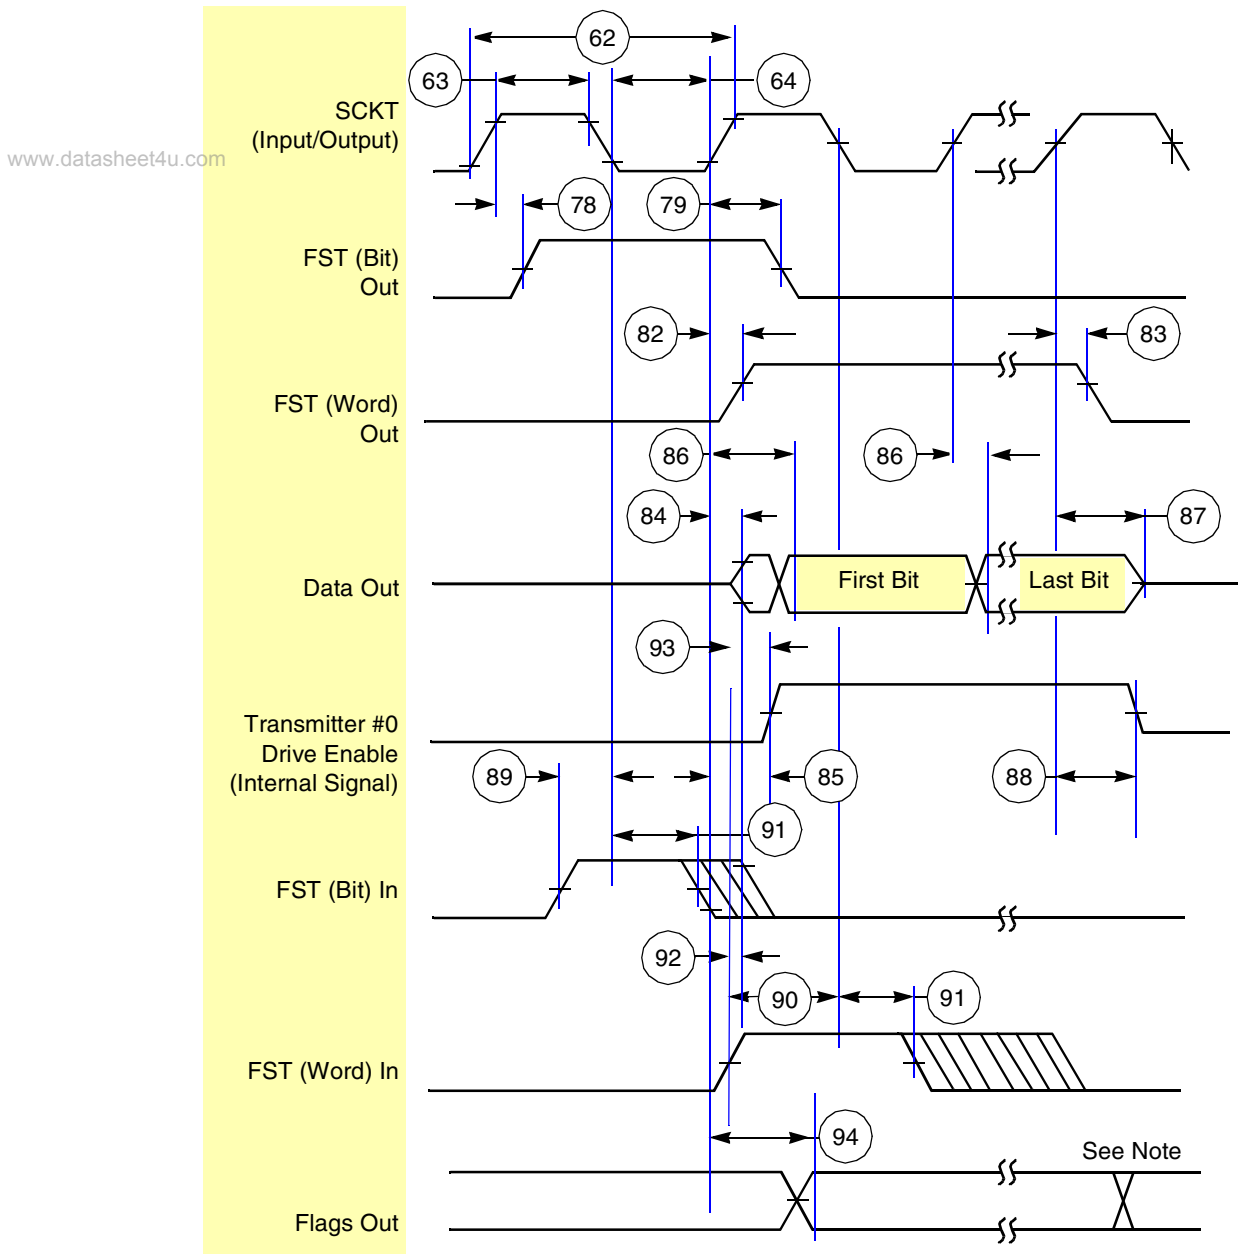 62
63
64
SCKT
(Input/Output)
www.datasheet4u.com
78
79
FST (Bit)
Out
82
83
FST (Word)
Out
86
86
84
87
Data Out
First Bit
Last Bit
93
Transmitter #0
Drive Enable
(Internal Signal)
89
85
88
91
FST (Bit) In
92
90
91
FST (Word) In
94
See Note
Flags Out